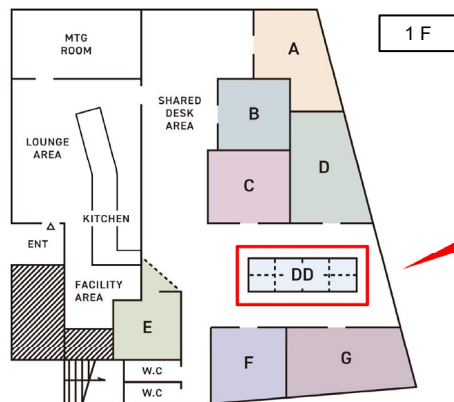 1 F
MTG
ROOM
A
SHARED
DESK
AREA
B
LOUNGE
AREA
D
C
KITCHEN
ENT
DD
FACILITY
AREA
E
F
G
W.C
W.C